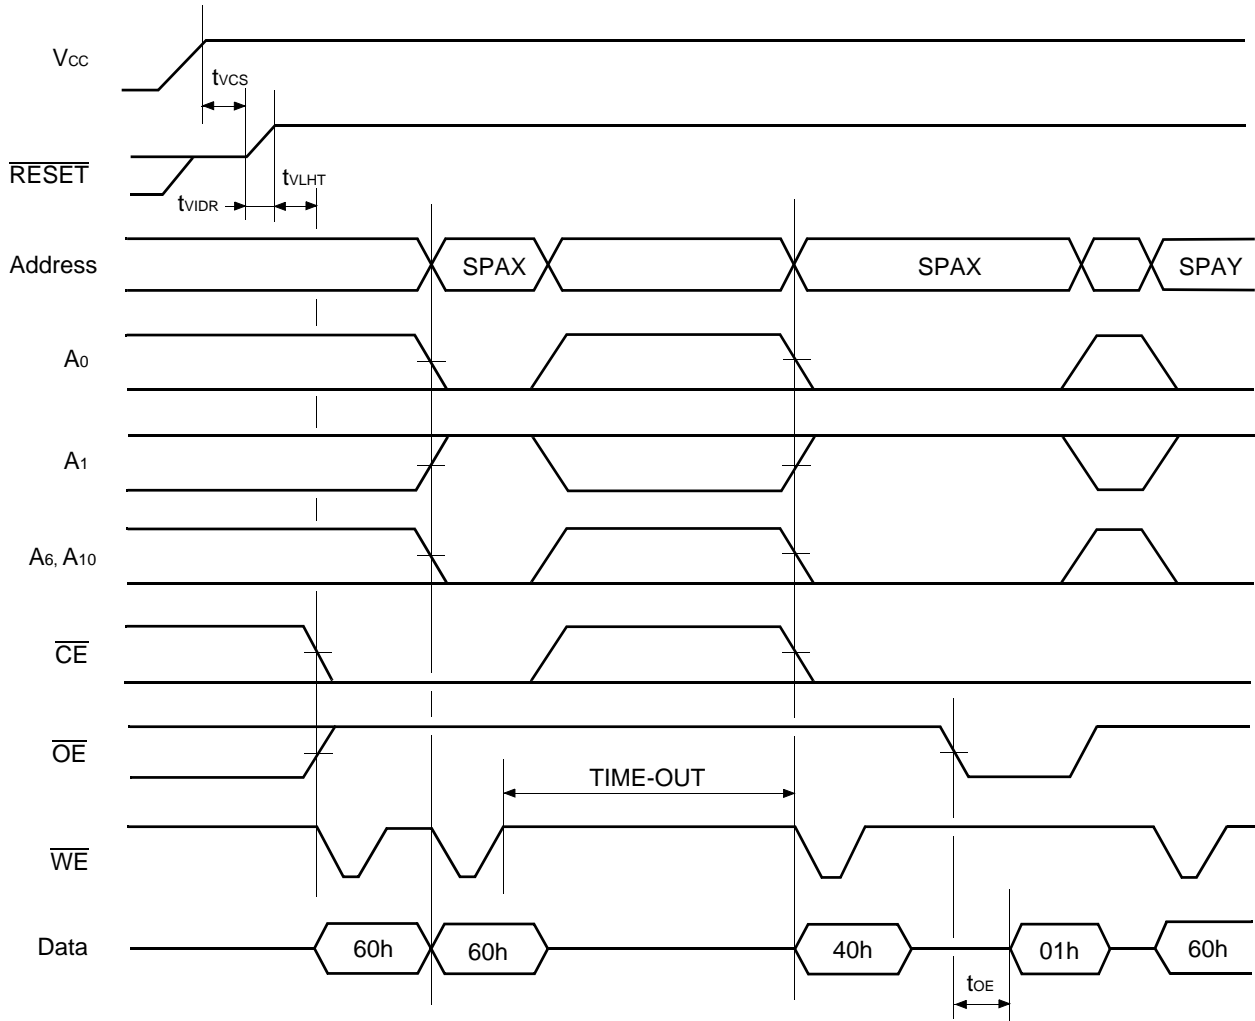 VCC
tVCS
RESET
tVLHT
tVIDR
Address SPAX SPAX SPAY
A0
A1
A6, A10
CE
OE
TIME-OUT
WE
Data 60h 60h 40h 01h 60h
tOE